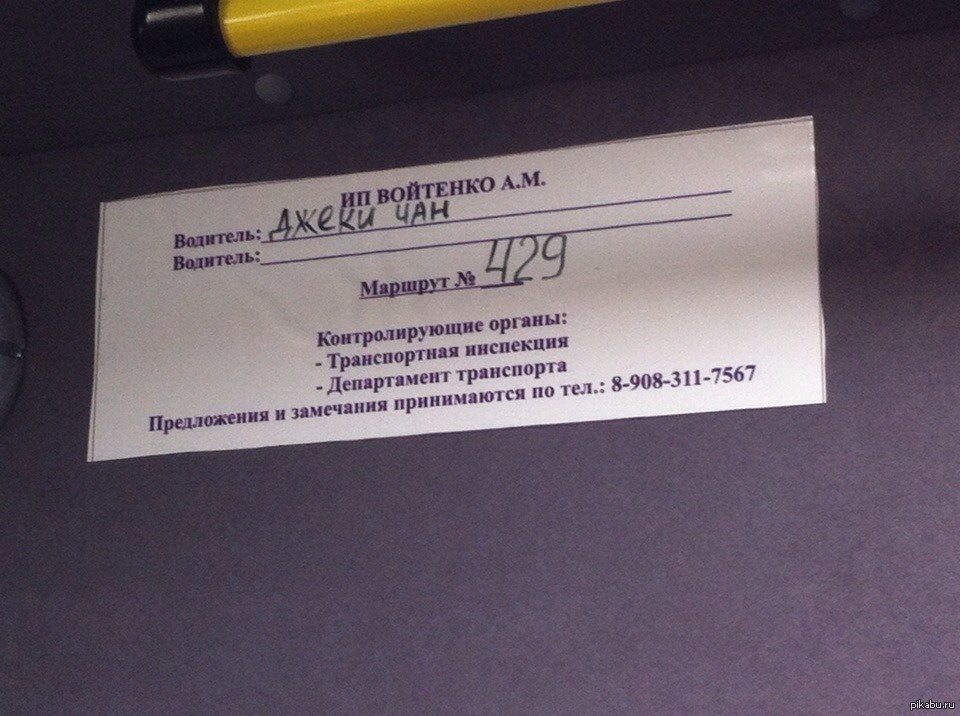 ИП ВОЙТЕНКО А.М.
Водитель: ДЖЕКИ ЧАН
Водитель:
Маршрут № 429
Контролирующие органы:
- Транспортная инспекция
- Департамент транспорта
Предложения и замечания принимаются по тел.: 8-908-311-7567
pikabu.ru